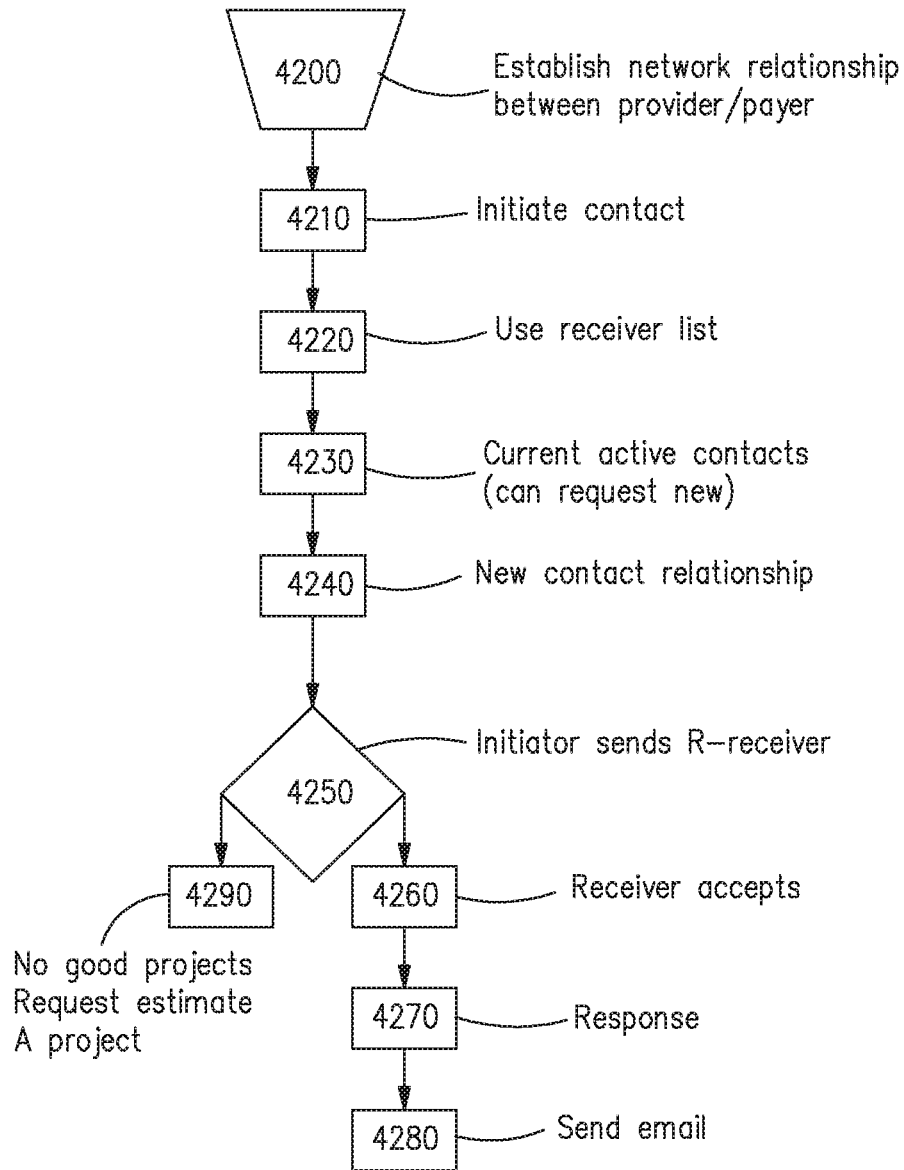 4200
Establish network relationship
between provider/payer
4210
Initiate contact
4220
Use receiver list
4230
Current active contacts
(can request new)
4240
New contact relationship
4250
Initiator sends R-receiver
4290
4260
Receiver accepts
No good projects
Request estimate
A project
4270
Response
4280
Send email